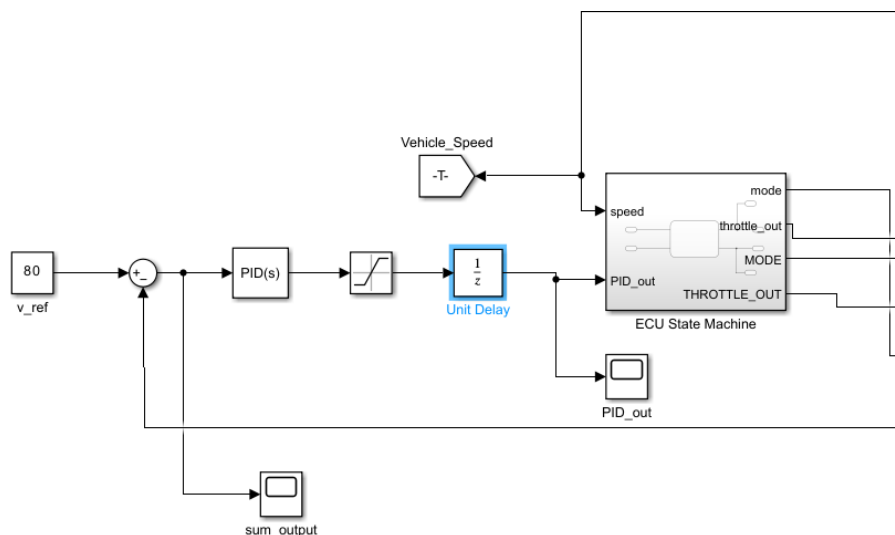 Vehicle_Speed
-T-
mode
speed
throttle_out
80
+
−
PID(s)
1
z
MODE
PID_out
THROTTLE_OUT
v_ref
Unit Delay
ECU State Machine
PID_out
sum_output